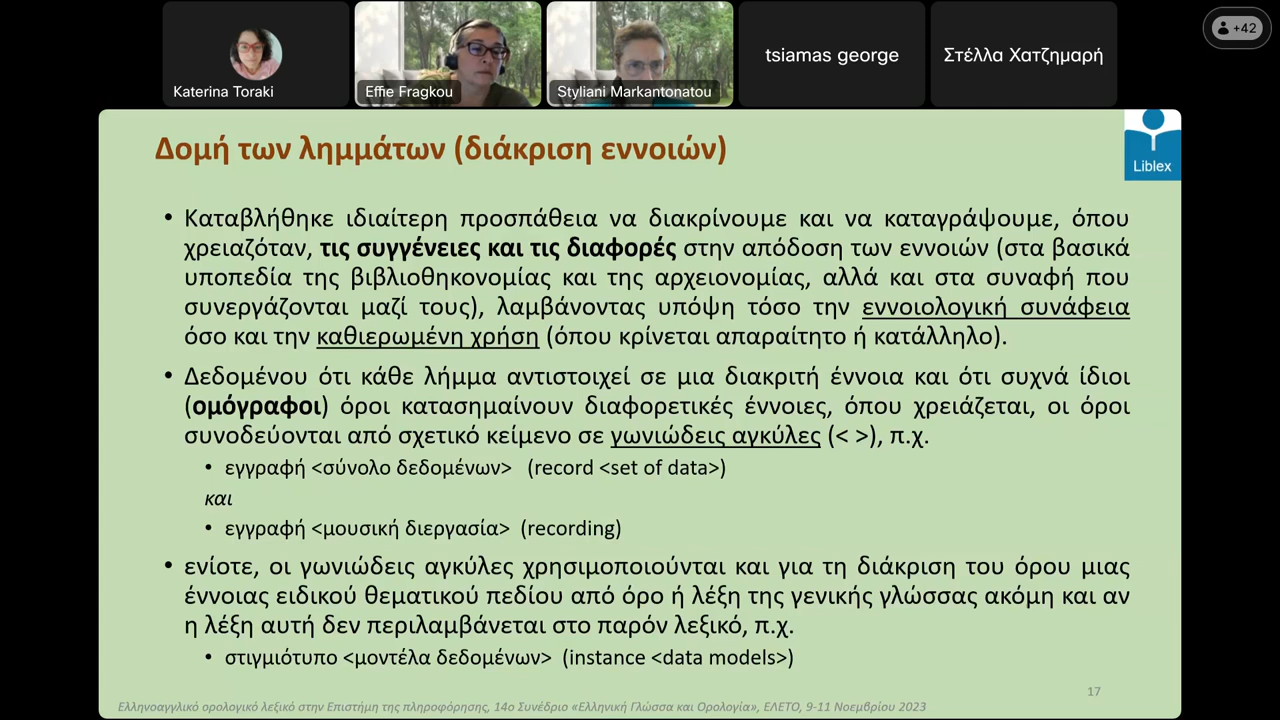 Katerina Toraki
Effie Fragkou
Styliani Markantonatou
tsiamas george
Στέλλα Χατζημαρή
+42
Δομή των λημμάτων (διάκριση εννοιών)
Liblex
• Καταβλήθηκε ιδιαίτερη προσπάθεια να διακρίνουμε και να καταγράψουμε, όπου
χρειαζόταν, τις συγγένειες και τις διαφορές στην απόδοση των εννοιών (στα βασικά
υποπεδία της βιβλιοθηκονομίας και της αρχειονομίας, αλλά και στα συναφή που
συνεργάζονται μαζί τους), λαμβάνοντας υπόψη τόσο την εννοιολογική συνάφεια
όσο και την καθιερωμένη χρήση (όπου κρίνεται απαραίτητο ή κατάλληλο).
• Δεδομένου ότι κάθε λήμμα αντιστοιχεί σε μια διακριτή έννοια και ότι συχνά ίδιοι
(ομόγραφοι) όροι κατασημαίνουν διαφορετικές έννοιες, όπου χρειάζεται, οι όροι
συνοδεύονται από σχετικό κείμενο σε γωνιώδεις αγκύλες (< >), π.χ.
• εγγραφή <σύνολο δεδομένων> (record <set of data>)
και
• εγγραφή <μουσική διεργασία> (recording)
• ενίοτε, οι γωνιώδεις αγκύλες χρησιμοποιούνται και για τη διάκριση του όρου μιας
έννοιας ειδικού θεματικού πεδίου από όρο ή λέξη της γενικής γλώσσας ακόμη και αν
η λέξη αυτή δεν περιλαμβάνεται στο παρόν λεξικό, π.χ.
• στιγμιότυπο <μοντέλα δεδομένων> (instance <data models>)
17
Ελληνοαγγλικό ορολογικό λεξικό στην Επιστήμη της πληροφόρησης, 14ο Συνέδριο «Ελληνική Γλώσσα και Ορολογία», ΕΛΕΤΟ, 9-11 Νοεμβρίου 2023